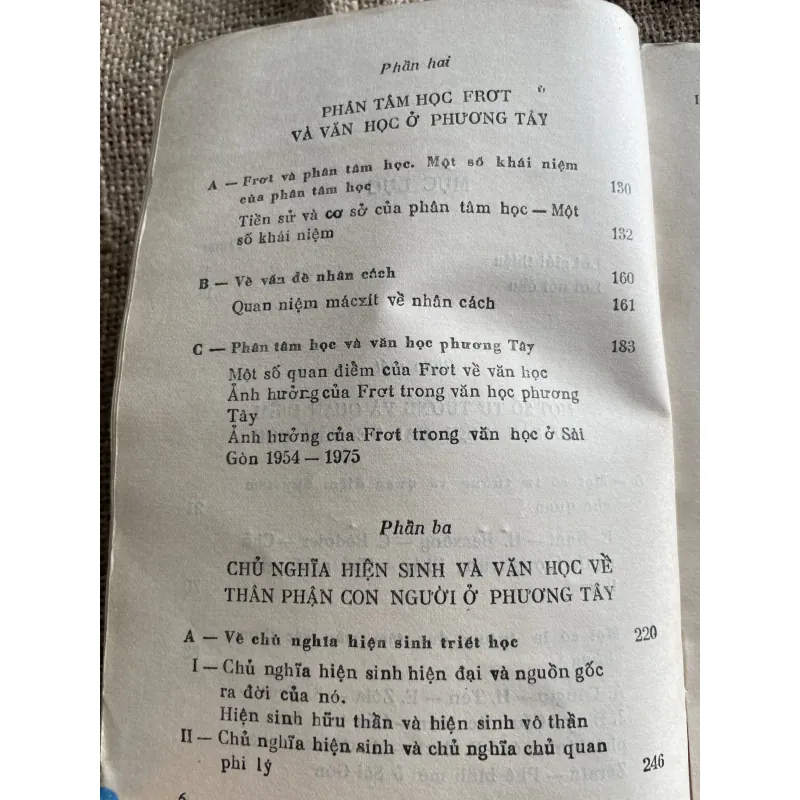 Phần hai
PHÂN TÂM HỌC FRƠT
VÀ VĂN HỌC Ở PHƯƠNG TÂY
A — Frơt và phân tâm học. Một số khái niệm
của phân tâm học 130
Tiền sử và cơ sở của phân tâm học — Một
số khái niệm 132
B — Về vấn đề nhân cách 160
Quan niệm mácxít về nhân cách 161
C — Phân tâm học và văn học phương Tây 183
Một số quan điểm của Frơt về văn học
Ảnh hưởng của Frơt trong văn học phương
Tây
Ảnh hưởng của Frơt trong văn học ở Sài
Gòn 1954 — 1975
Phần ba
CHỦ NGHĨA HIỆN SINH VÀ VĂN HỌC VỀ
THÂN PHẬN CON NGƯỜI Ở PHƯƠNG TÂY
A — Về chủ nghĩa hiện sinh triết học 220
I — Chủ nghĩa hiện sinh hiện đại và nguồn gốc
ra đời của nó.
Hiện sinh hữu thần và hiện sinh vô thần
II — Chủ nghĩa hiện sinh và chủ nghĩa chủ quan
phi lý 246
6